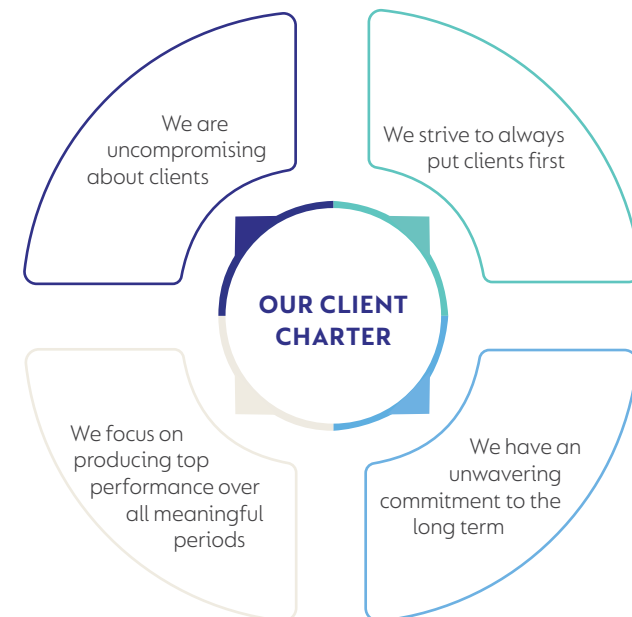 We are
uncompromising
about clients
We strive to always
put clients first
OUR CLIENT
CHARTER
We focus on
producing top
performance over
all meaningful
periods
We have an
unwavering
commitment to the
long term